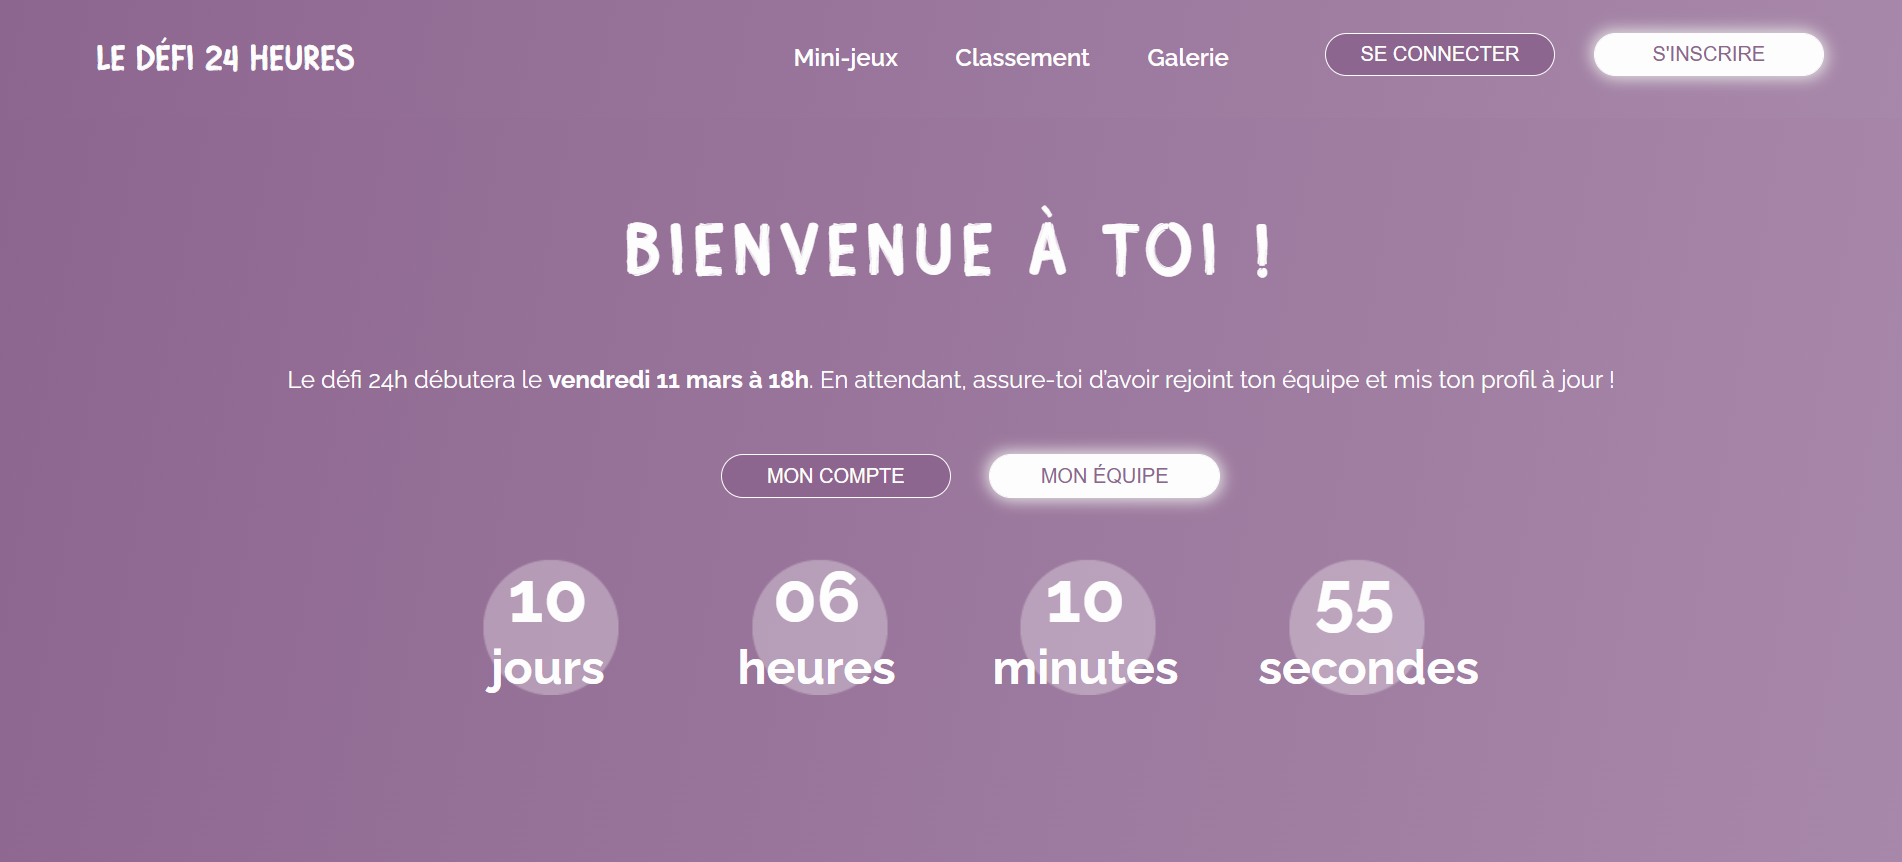 LE DÉFI 24 HEURES
Mini-jeux
Classement
Galerie
SE CONNECTER
S'INSCRIRE
BIENVENUE À TOI !
Le défi 24h débutera le vendredi 11 mars à 18h. En attendant, assure-toi d’avoir rejoint ton équipe et mis ton profil à jour !
MON COMPTE
MON ÉQUIPE
10
jours
06
heures
10
minutes
55
secondes